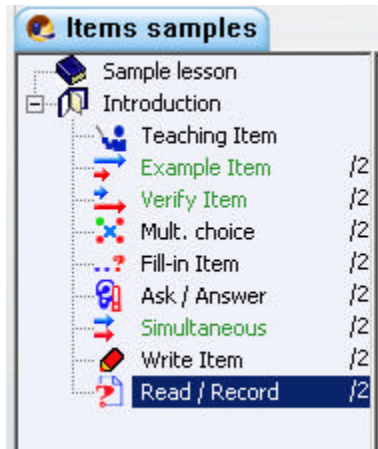 Items samples
Sample lesson
Introduction
Teaching Item
Example Item /2
Verify Item /2
Mult. choice /2
Fill-in Item /2
Ask / Answer /2
Simultaneous /2
Write Item /2
Read / Record /2